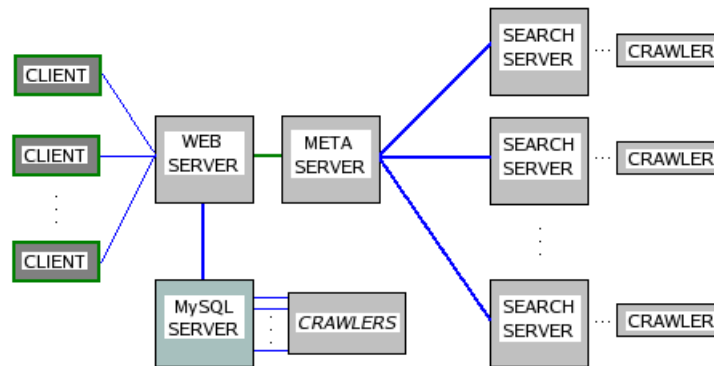 SEARCH
SERVER
CRAWLER
CLIENT
WEB
SERVER
META
SERVER
CLIENT
SEARCH
SERVER
CRAWLER
CLIENT
MySQL
SERVER
CRAWLERS
SEARCH
SERVER
CRAWLER